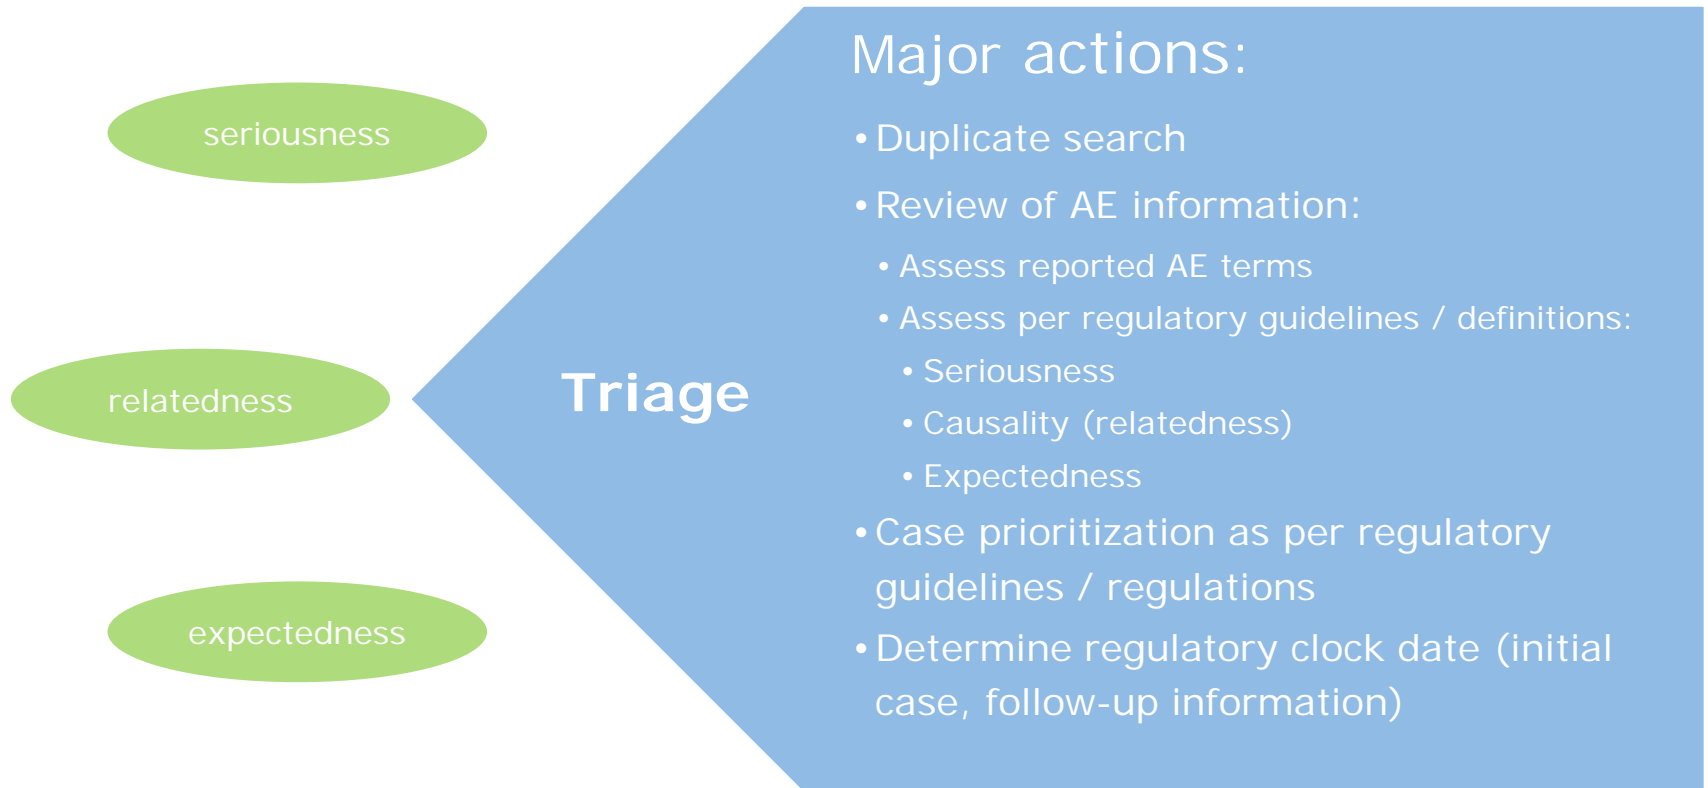 seriousness
relatedness
expectedness
Triage
Major actions:
• Duplicate search
• Review of AE information:
• Assess reported AE terms
• Assess per regulatory guidelines / definitions:
• Seriousness
• Causality (relatedness)
• Expectedness
• Case prioritization as per regulatory
guidelines / regulations
• Determine regulatory clock date (initial
case, follow-up information)